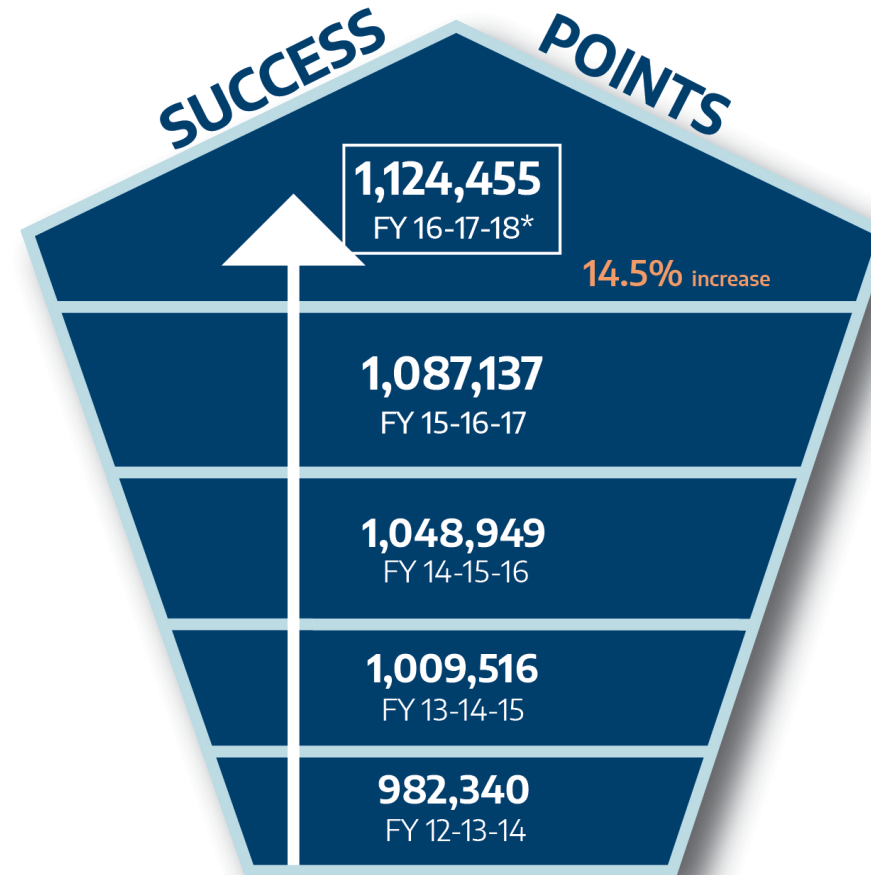 SUCCESS POINTS
1,124,455
FY 16-17-18*
14.5% increase
1,087,137
FY 15-16-17
1,048,949
FY 14-15-16
1,009,516
FY 13-14-15
982,340
FY 12-13-14